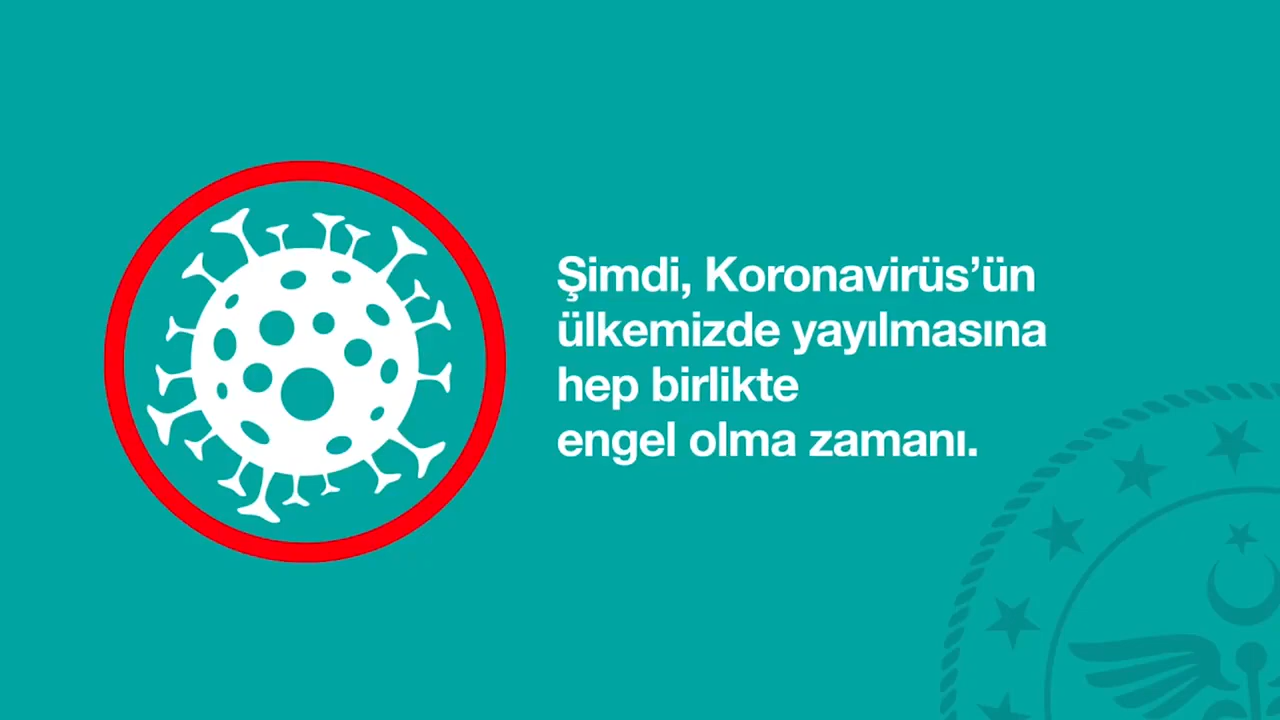 Şimdi, Koronavirüs’ün
ülkemizde yayılmasına
hep birlikte
engel olma zamanı.